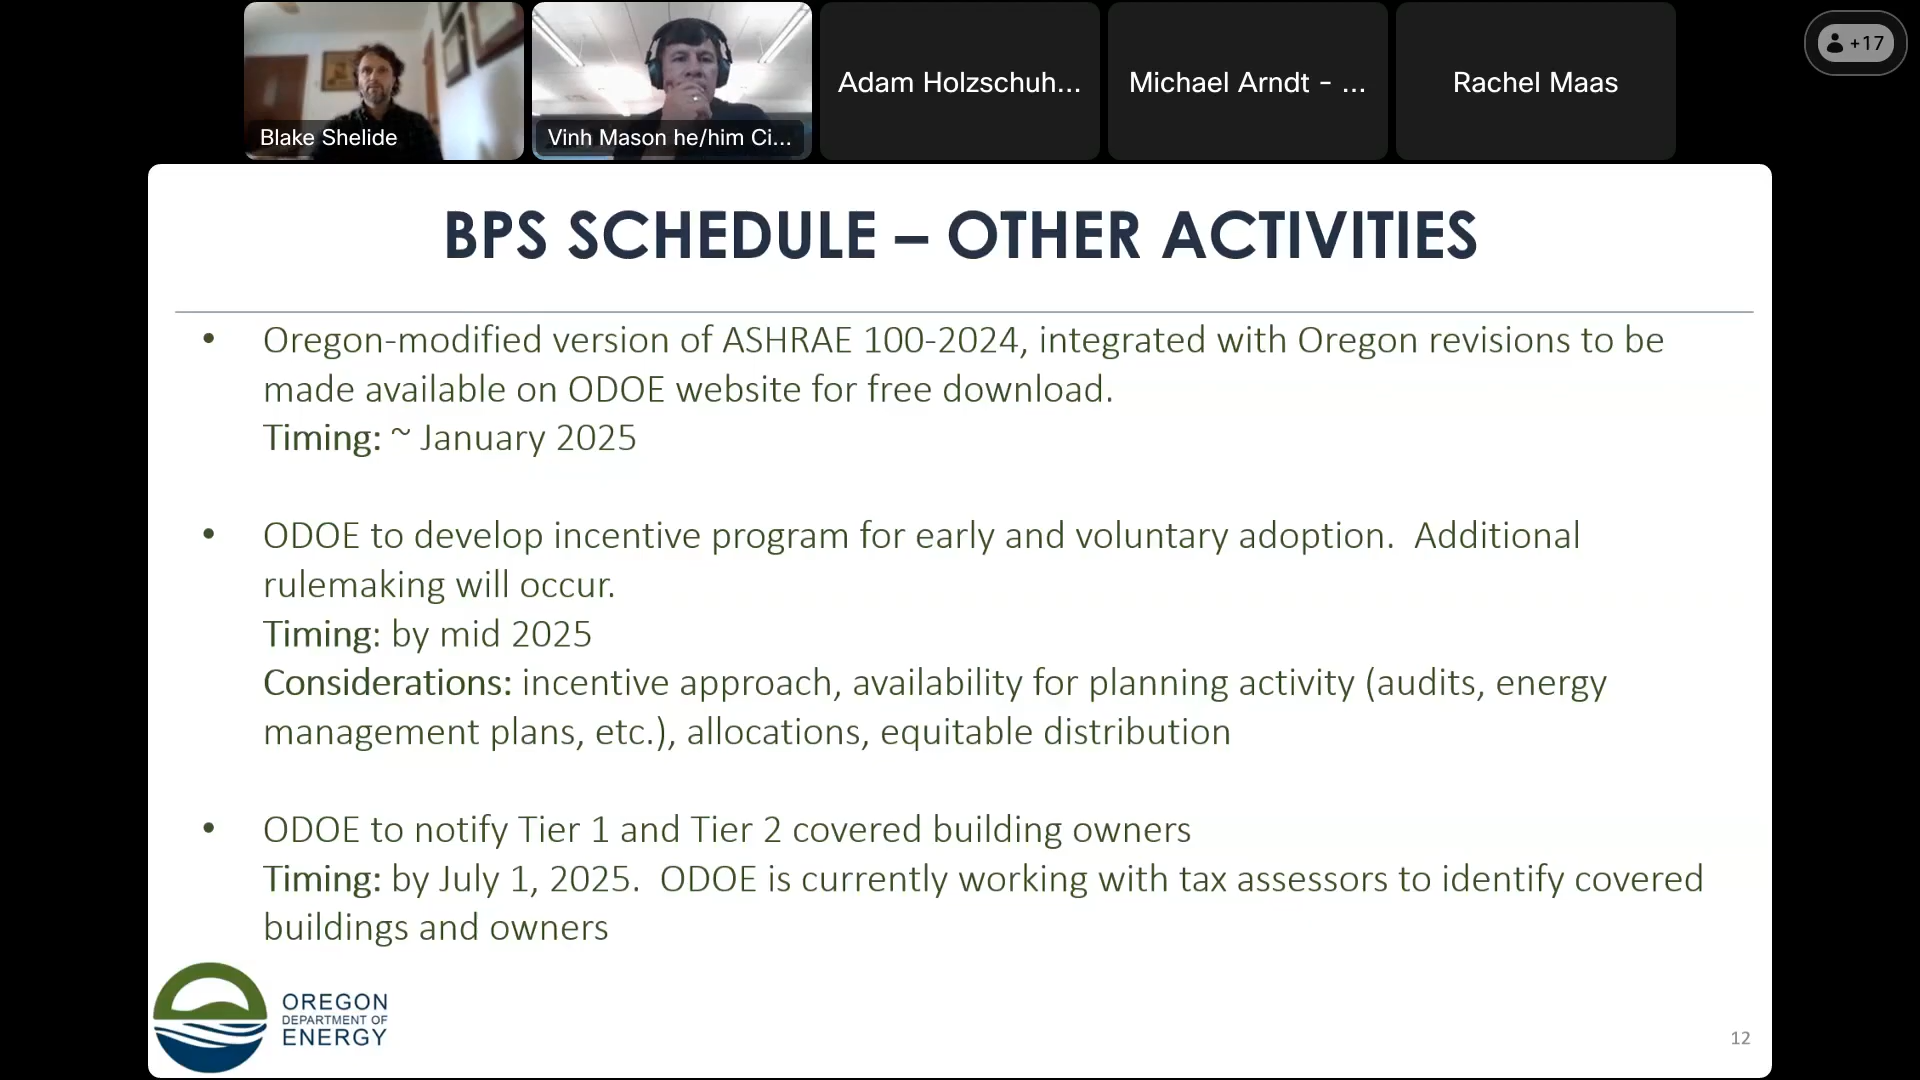 Blake Shelide
Vinh Mason he/him Ci...
Adam Holzschuh...
Michael Arndt - ...
Rachel Maas
+17
BPS SCHEDULE – OTHER ACTIVITIES
• Oregon-modified version of ASHRAE 100-2024, integrated with Oregon revisions to be
made available on ODOE website for free download.
Timing: ~ January 2025
• ODOE to develop incentive program for early and voluntary adoption.  Additional
rulemaking will occur.
Timing: by mid 2025
Considerations: incentive approach, availability for planning activity (audits, energy
management plans, etc.), allocations, equitable distribution
• ODOE to notify Tier 1 and Tier 2 covered building owners
Timing: by July 1, 2025.  ODOE is currently working with tax assessors to identify covered
buildings and owners
OREGON
DEPARTMENT OF
ENERGY
12